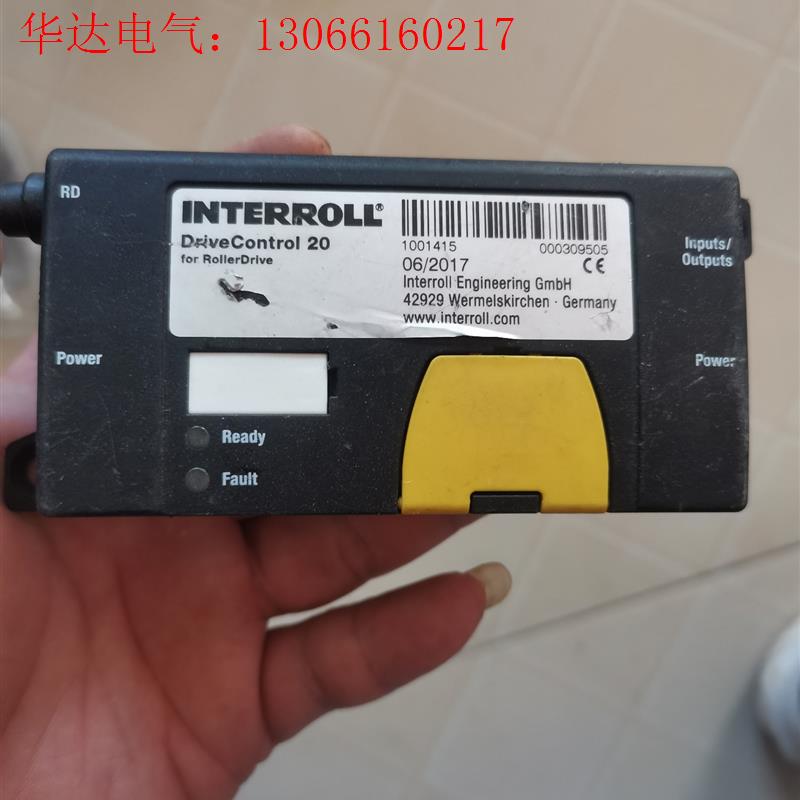 华达电气：13066160217
RD
INTERROLL®
DriveControl 20
for RollerDrive
1001415 000309505
06/2017 CE
Interroll Engineering GmbH
42929 Wermelskirchen · Germany
www.interroll.com
Inputs/
Outputs
Power
Power
Ready
Fault